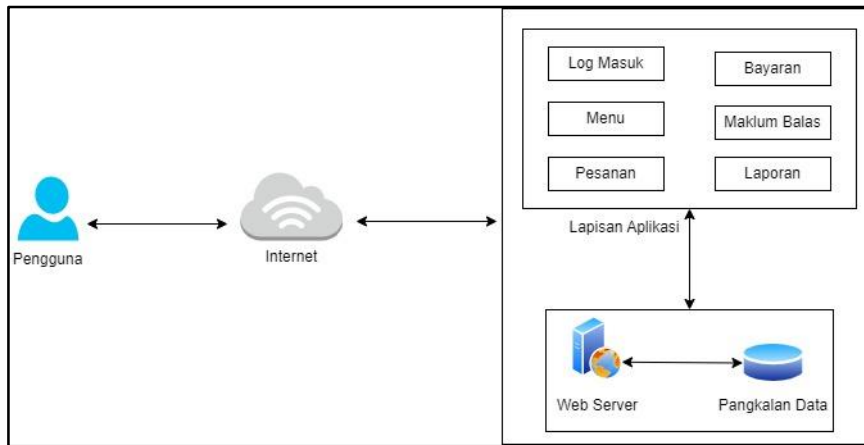 Log Masuk
Bayaran
Menu
Maklum Balas
Pesanan
Laporan
Lapisan Aplikasi
Pengguna
Internet
Web Server
Pangkalan Data